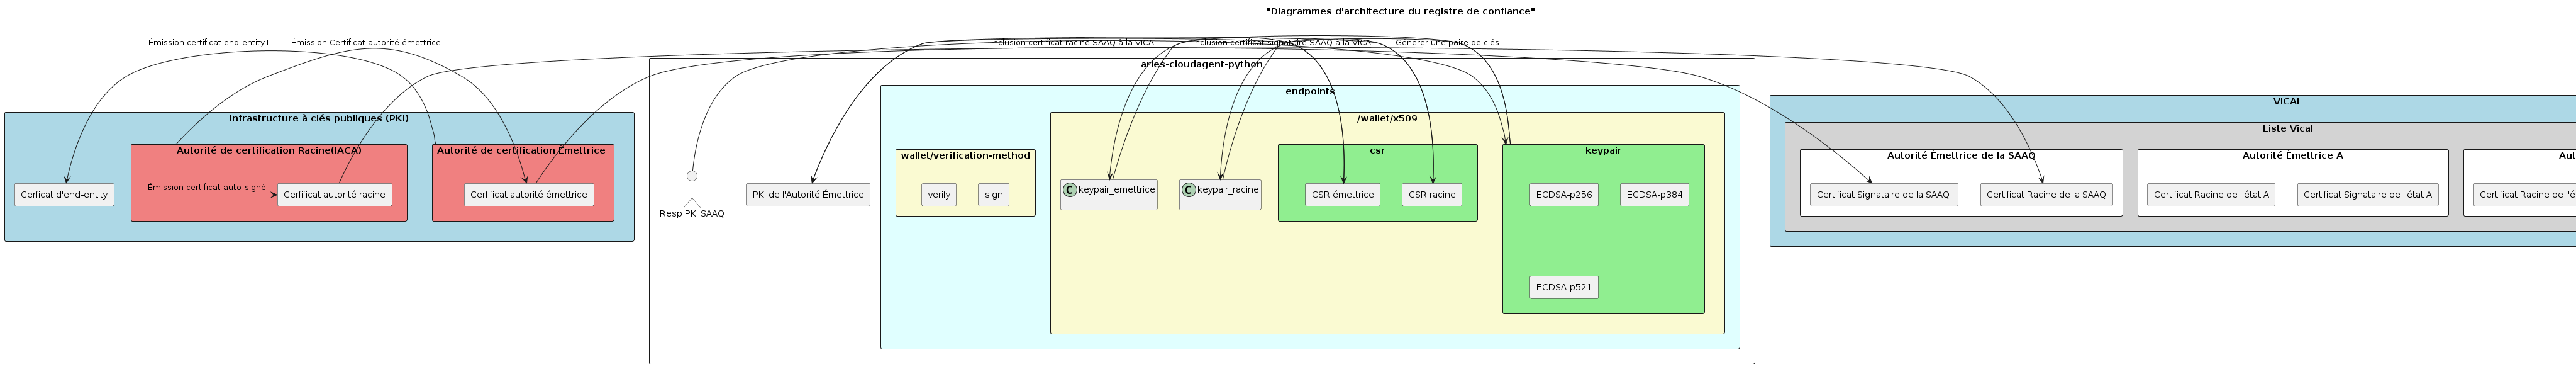 "Diagrammes d'architecture du registre de confiance"
Émission certificat end-entity1
Émission Certificat autorité émettrice
Inclusion certificat racine SAAQ à la VICAL
Inclusion certificat signataire SAAQ à la VICAL
Générer une paire de clés
Infrastructure à clés publiques (PKI)
Cerficat d'end-entity
Autorité de certification Racine(IACA)
Émission certificat auto-signé
Cerfificat autorité racine
Autorité de certification Émettrice
Cerfificat autorité émettrice
aries-cloudagent-python
Resp PKI SAAQ
PKI de l'Autorité Émettrice
endpoints
wallet/verification-method
verify
sign
/wallet/x509
C keypair_emettrice
C keypair_racine
csr
CSR émettrice
CSR racine
keypair
ECDSA-p256
ECDSA-p384
ECDSA-p521
VICAL
Liste Vical
Autorité Émettrice de la SAAQ
Certificat Signataire de la SAAQ
Certificat Racine de la SAAQ
Autorité Émettrice A
Certificat Racine de l'état A
Certificat Signataire de l'état A
Certificat Racine de